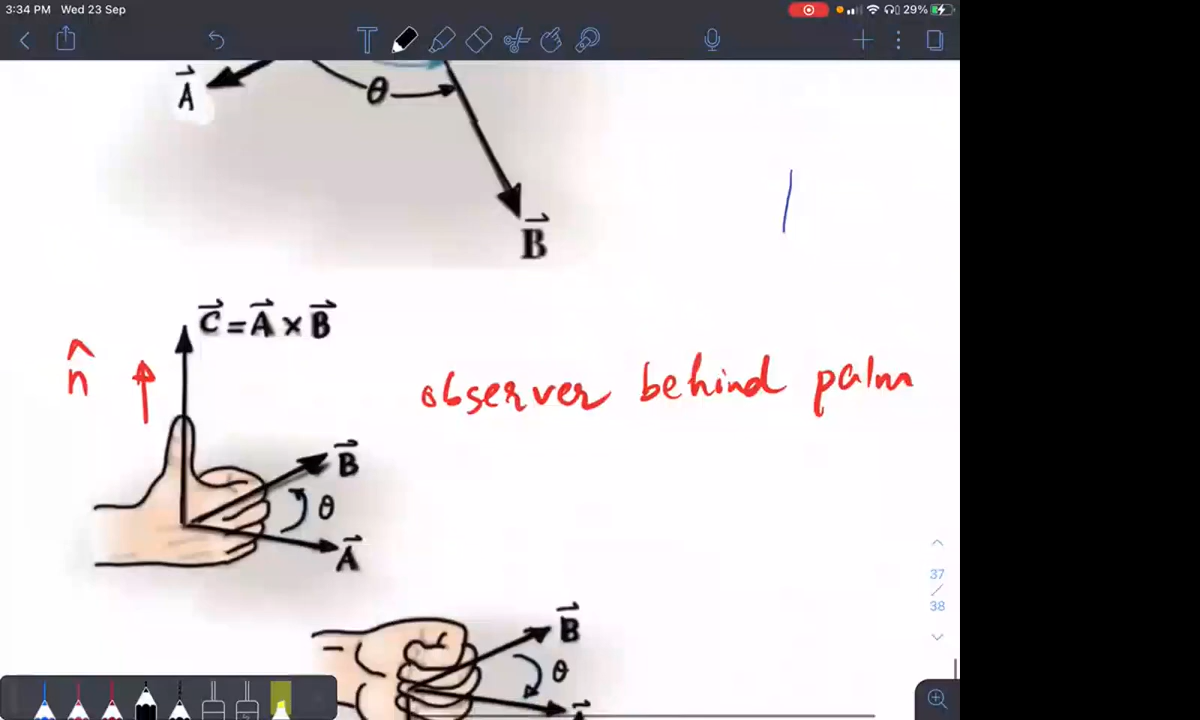 3:34 PM Wed 23 Sep
29%
T
A⃗
θ
B⃗
C⃗ = A⃗ × B⃗
n̂
observer behind palm
B⃗
θ
A⃗
37
/
38
B⃗
θ
A⃗